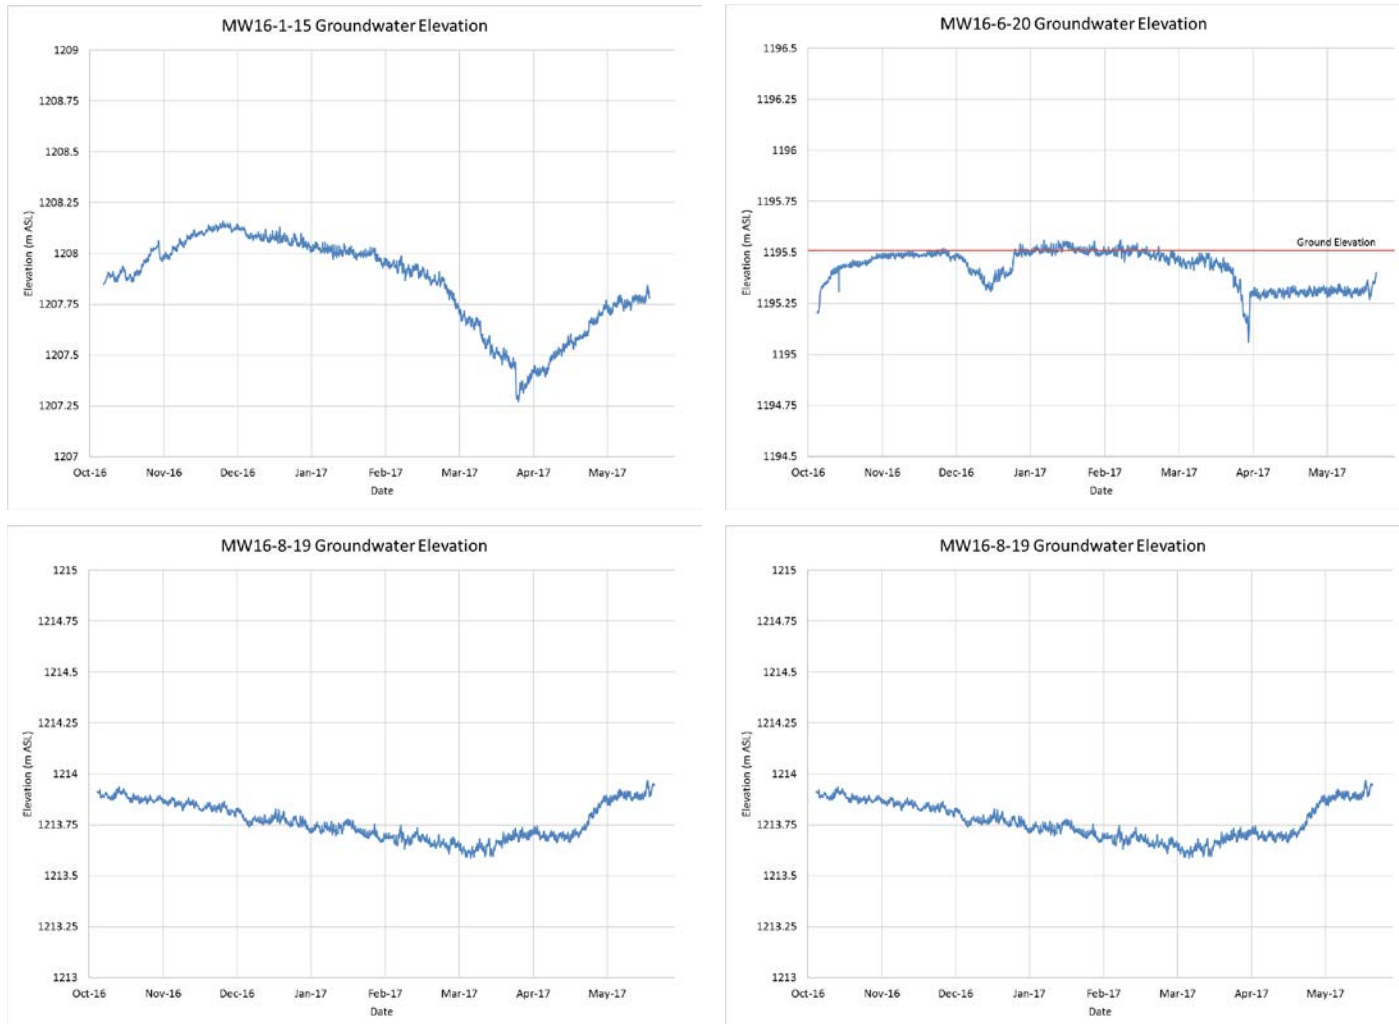 MW16-1-15 Groundwater Elevation
1209
1208.75
1208.5
1208.25
1208
1207.75
1207.5
1207.25
1207
Elevation (m ASL)
Oct-16 Nov-16 Dec-16 Jan-17 Feb-17 Mar-17 Apr-17 May-17
Date
MW16-6-20 Groundwater Elevation
1196.5
1196.25
1196
1195.75
1195.5
1195.25
1195
1194.75
1194.5
Elevation (m ASL)
Ground Elevation
Oct-16 Nov-16 Dec-16 Jan-17 Feb-17 Mar-17 Apr-17 May-17
Date
MW16-8-19 Groundwater Elevation
1215
1214.75
1214.5
1214.25
1214
1213.75
1213.5
1213.25
1213
Elevation (m ASL)
Oct-16 Nov-16 Dec-16 Jan-17 Feb-17 Mar-17 Apr-17 May-17
Date
MW16-8-19 Groundwater Elevation
1215
1214.75
1214.5
1214.25
1214
1213.75
1213.5
1213.25
1213
Elevation (m ASL)
Oct-16 Nov-16 Dec-16 Jan-17 Feb-17 Mar-17 Apr-17 May-17
Date